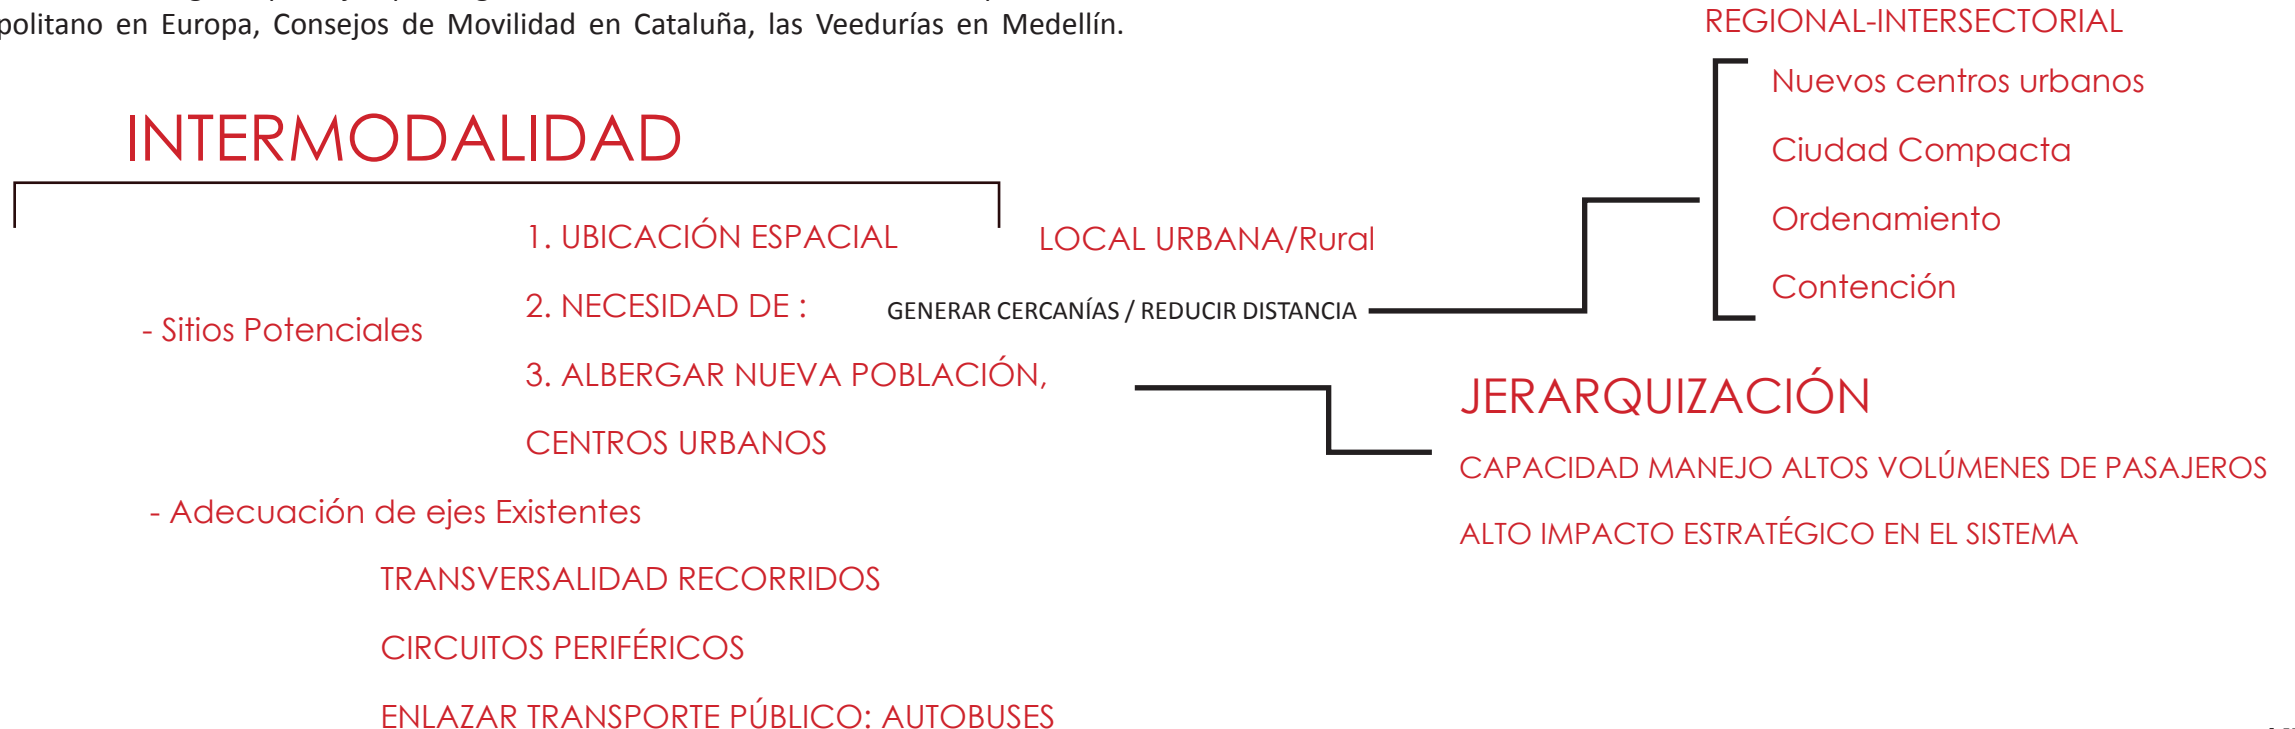 politano en Europa, Consejos de Movilidad en Cataluña, las Veedurías en Medellín.
INTERMODALIDAD
- Sitios Potenciales
1. UBICACIÓN ESPACIAL
LOCAL URBANA/Rural
2. NECESIDAD DE :
GENERAR CERCANÍAS / REDUCIR DISTANCIA
3. ALBERGAR NUEVA POBLACIÓN,
CENTROS URBANOS
- Adecuación de ejes Existentes
TRANSVERSALIDAD RECORRIDOS
CIRCUITOS PERIFÉRICOS
ENLAZAR TRANSPORTE PÚBLICO: AUTOBUSES
REGIONAL-INTERSECTORIAL
Nuevos centros urbanos
Ciudad Compacta
Ordenamiento
Contención
JERARQUIZACIÓN
CAPACIDAD MANEJO ALTOS VOLÚMENES DE PASAJEROS
ALTO IMPACTO ESTRATÉGICO EN EL SISTEMA